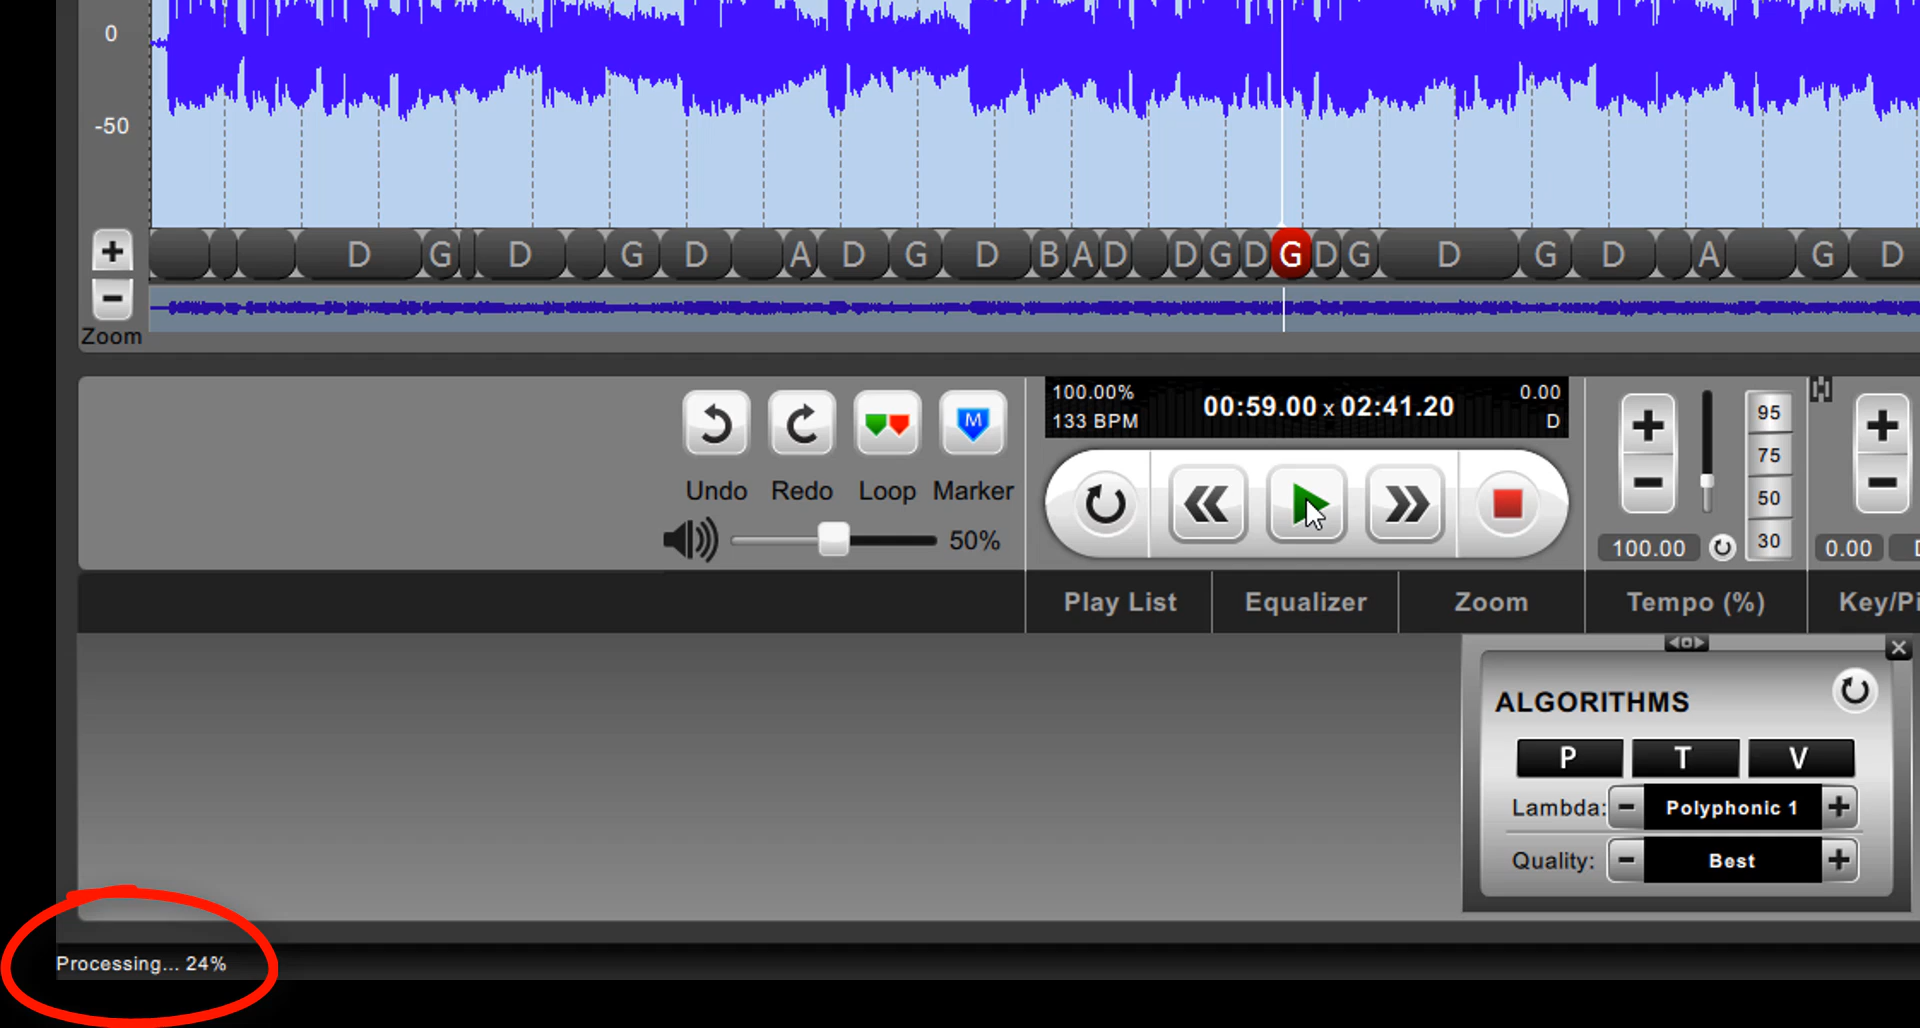 0
-50
D G D G D A D G D B A D D G D G D G D G D A G D
Zoom
M
100.00%
133 BPM
00:59.00 x 02:41.20
0.00
D
Undo Redo Loop Marker
50%
95
75
50
30
100.00
0.00
Play List
Equalizer
Zoom
Tempo (%)
Key/Pi
ALGORITHMS
P T V
Lambda: - Polyphonic 1 +
Quality: - Best +
Processing... 24%